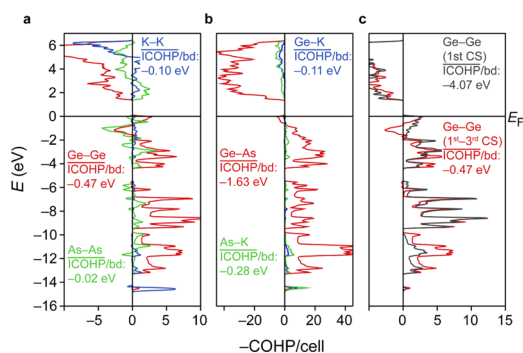 a
b
c
K–K
ICOHP/bd:
–0.10 eV
Ge–K
ICOHP/bd:
–0.11 eV
Ge–Ge
(1st CS)
ICOHP/bd:
–4.07 eV
E_F
Ge–Ge
ICOHP/bd:
–0.47 eV
Ge–As
ICOHP/bd:
–1.63 eV
Ge–Ge
(1st–3rd CS)
ICOHP/bd:
–0.47 eV
As–As
ICOHP/bd:
–0.02 eV
As–K
ICOHP/bd:
–0.28 eV
E (eV)
6
4
2
0
–2
–4
–6
–8
–10
–12
–14
–16
–5 0 5 10
–40 –20 0 20 40
0 5 10 15
–COHP/cell